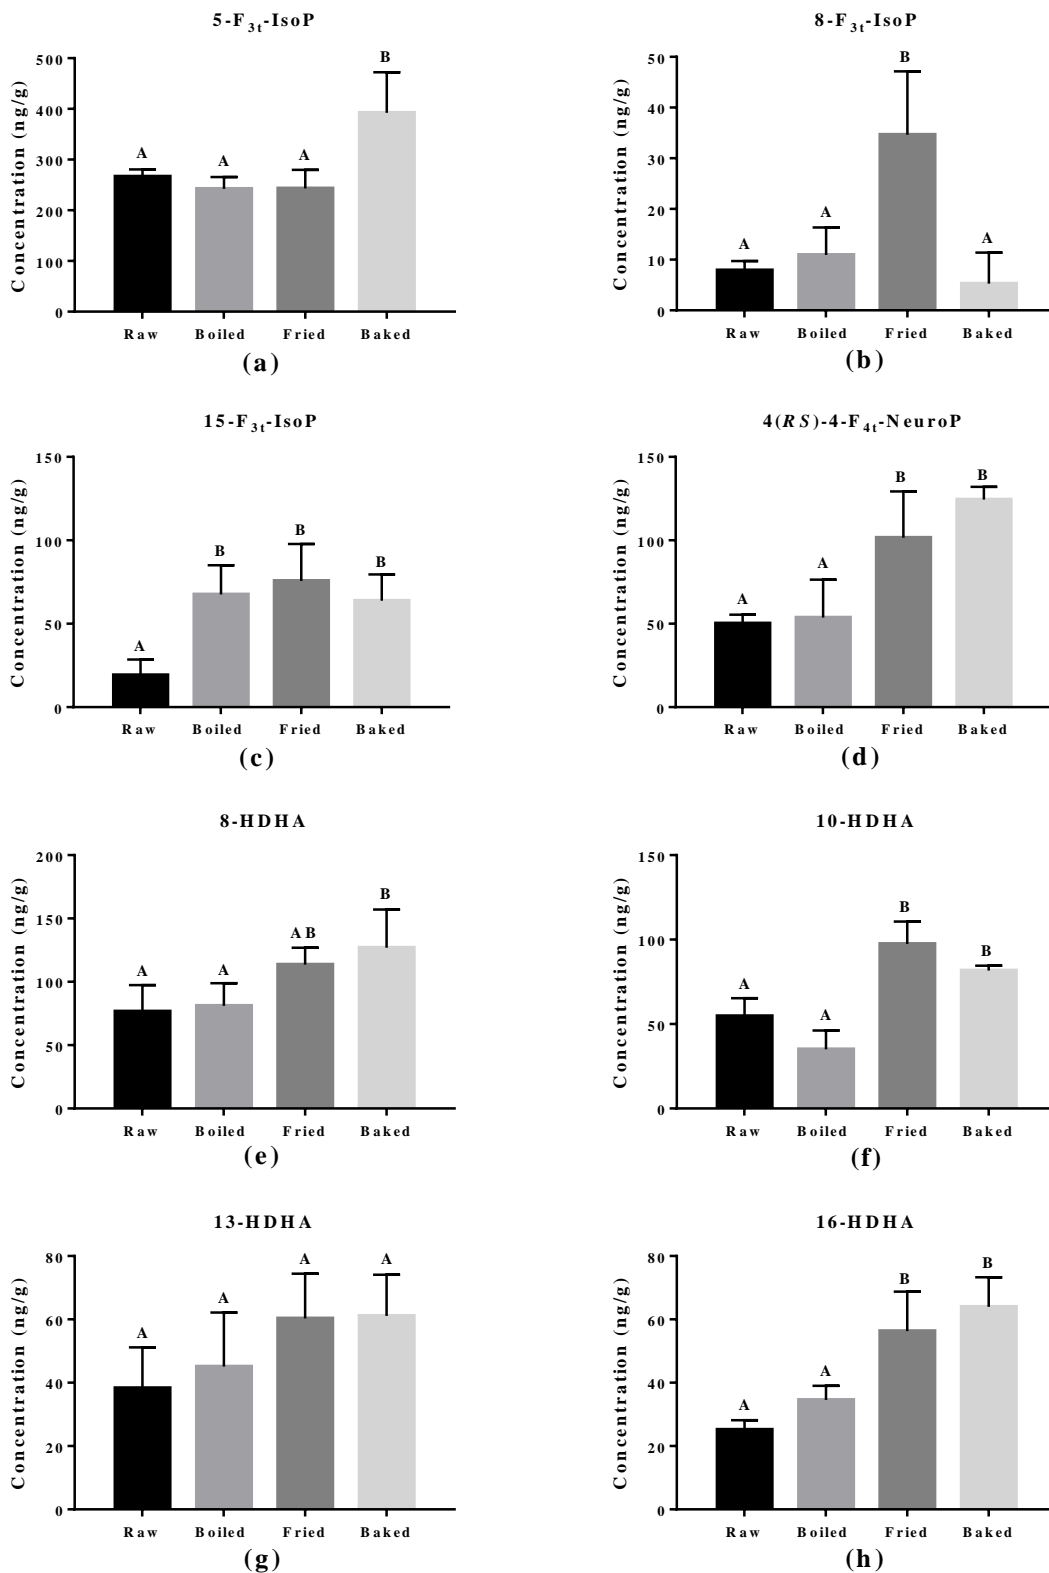 5-F3t-IsoP
Concentration (ng/g)
500
400
300
200
100
0
A
A
A
B
Raw Boiled Fried Baked
(a)
8-F3t-IsoP
Concentration (ng/g)
50
40
30
20
10
0
A
A
B
A
Raw Boiled Fried Baked
(b)
15-F3t-IsoP
Concentration (ng/g)
150
100
50
0
A
B
B
B
Raw Boiled Fried Baked
(c)
4(RS)-4-F4t-NeuroP
Concentration (ng/g)
150
100
50
0
A
A
B
B
Raw Boiled Fried Baked
(d)
8-HDHA
Concentration (ng/g)
200
150
100
50
0
A
A
AB
B
Raw Boiled Fried Baked
(e)
10-HDHA
Concentration (ng/g)
150
100
50
0
A
A
B
B
Raw Boiled Fried Baked
(f)
13-HDHA
Concentration (ng/g)
80
60
40
20
0
A
A
A
A
Raw Boiled Fried Baked
(g)
16-HDHA
Concentration (ng/g)
80
60
40
20
0
A
A
B
B
Raw Boiled Fried Baked
(h)